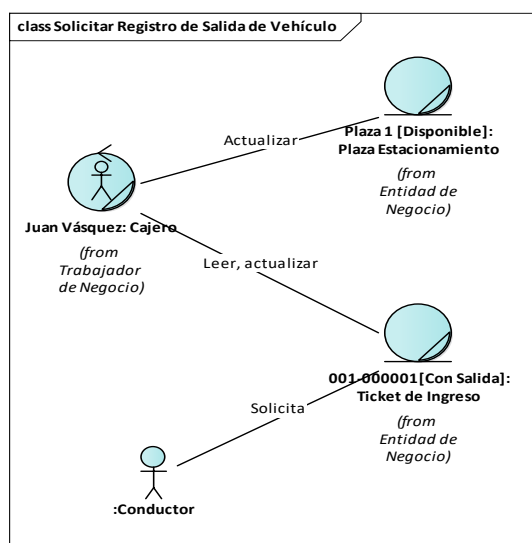 class Solicitar Registro de Salida de Vehículo
Plaza 1 [Disponible]:
Plaza Estacionamiento
(from
Entidad de
Negocio)
Actualizar
Juan Vásquez: Cajero
(from
Trabajador
de Negocio)
Leer, actualizar
001-000001[Con Salida]:
Ticket de Ingreso
(from
Entidad de
Negocio)
Solicita
:Conductor